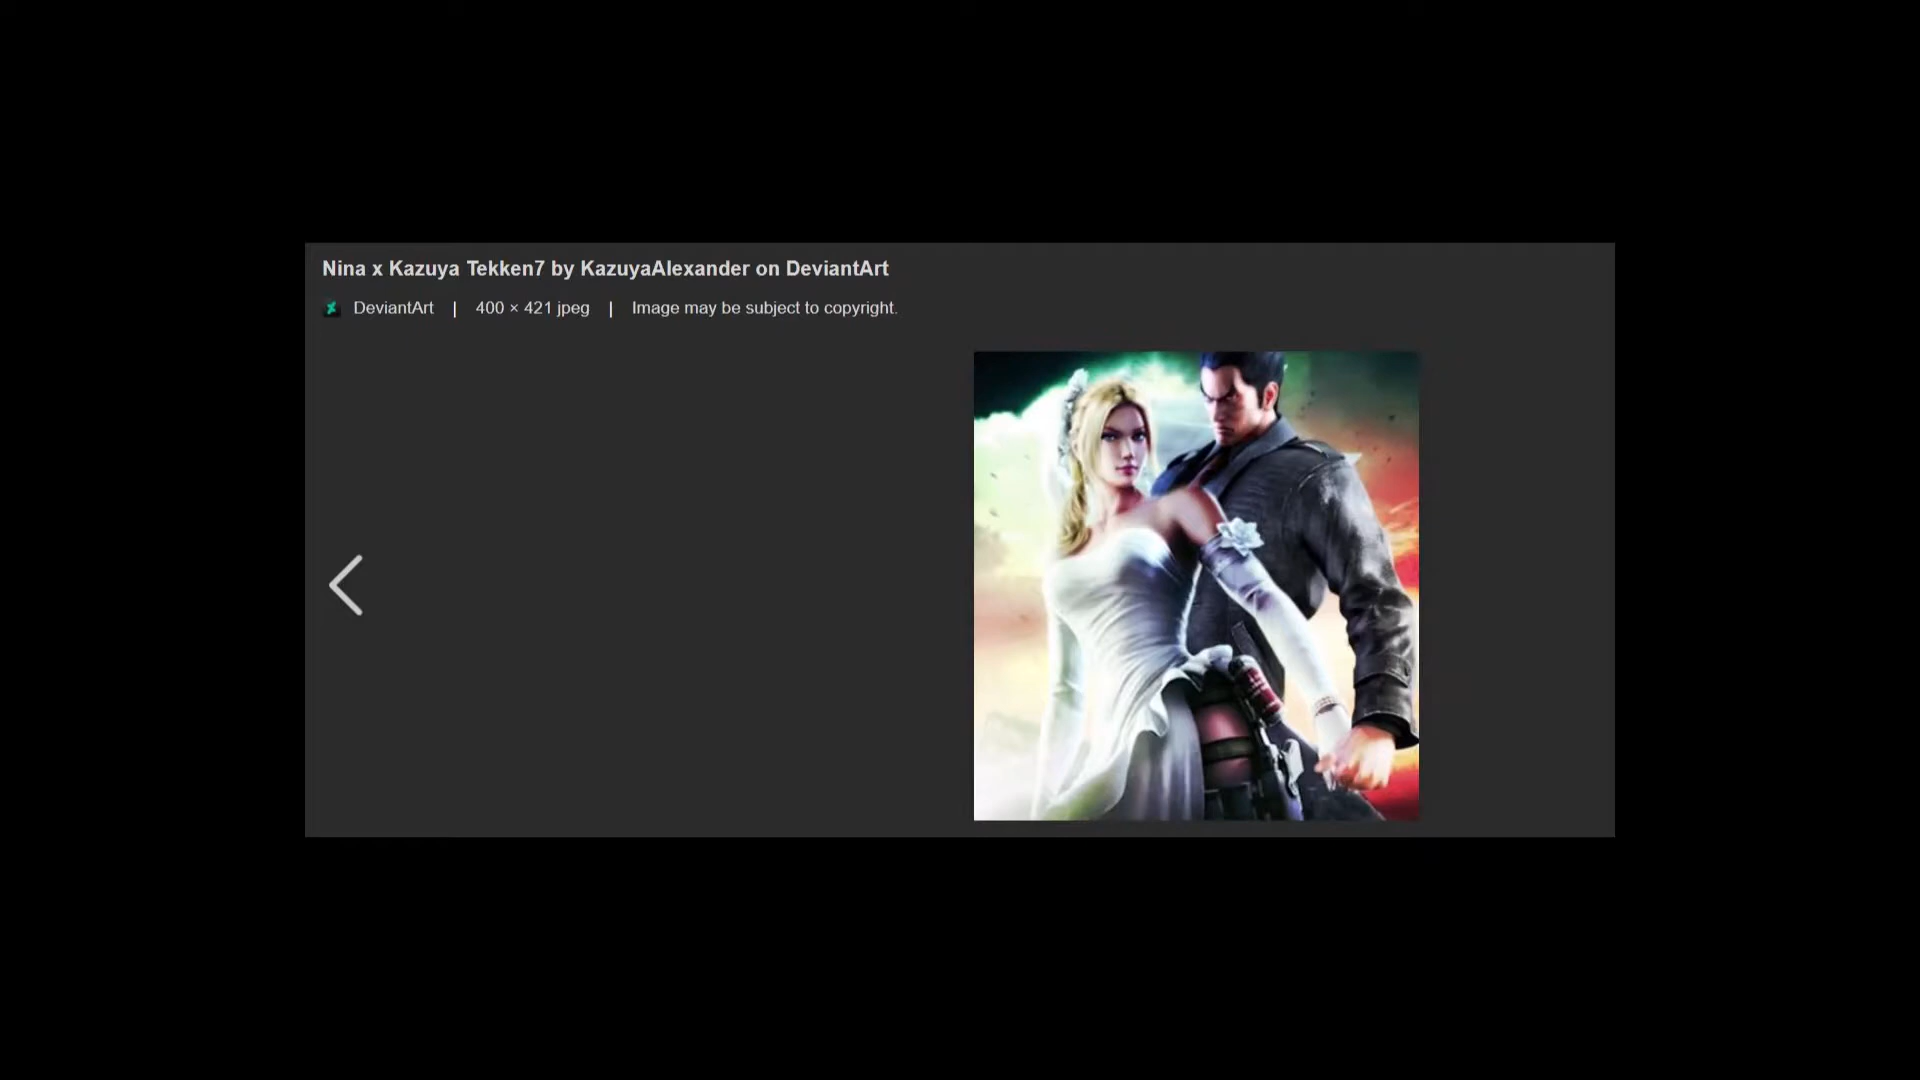 Nina x Kazuya Tekken7 by KazuyaAlexander on DeviantArt
DeviantArt | 400 × 421 jpeg | Image may be subject to copyright.